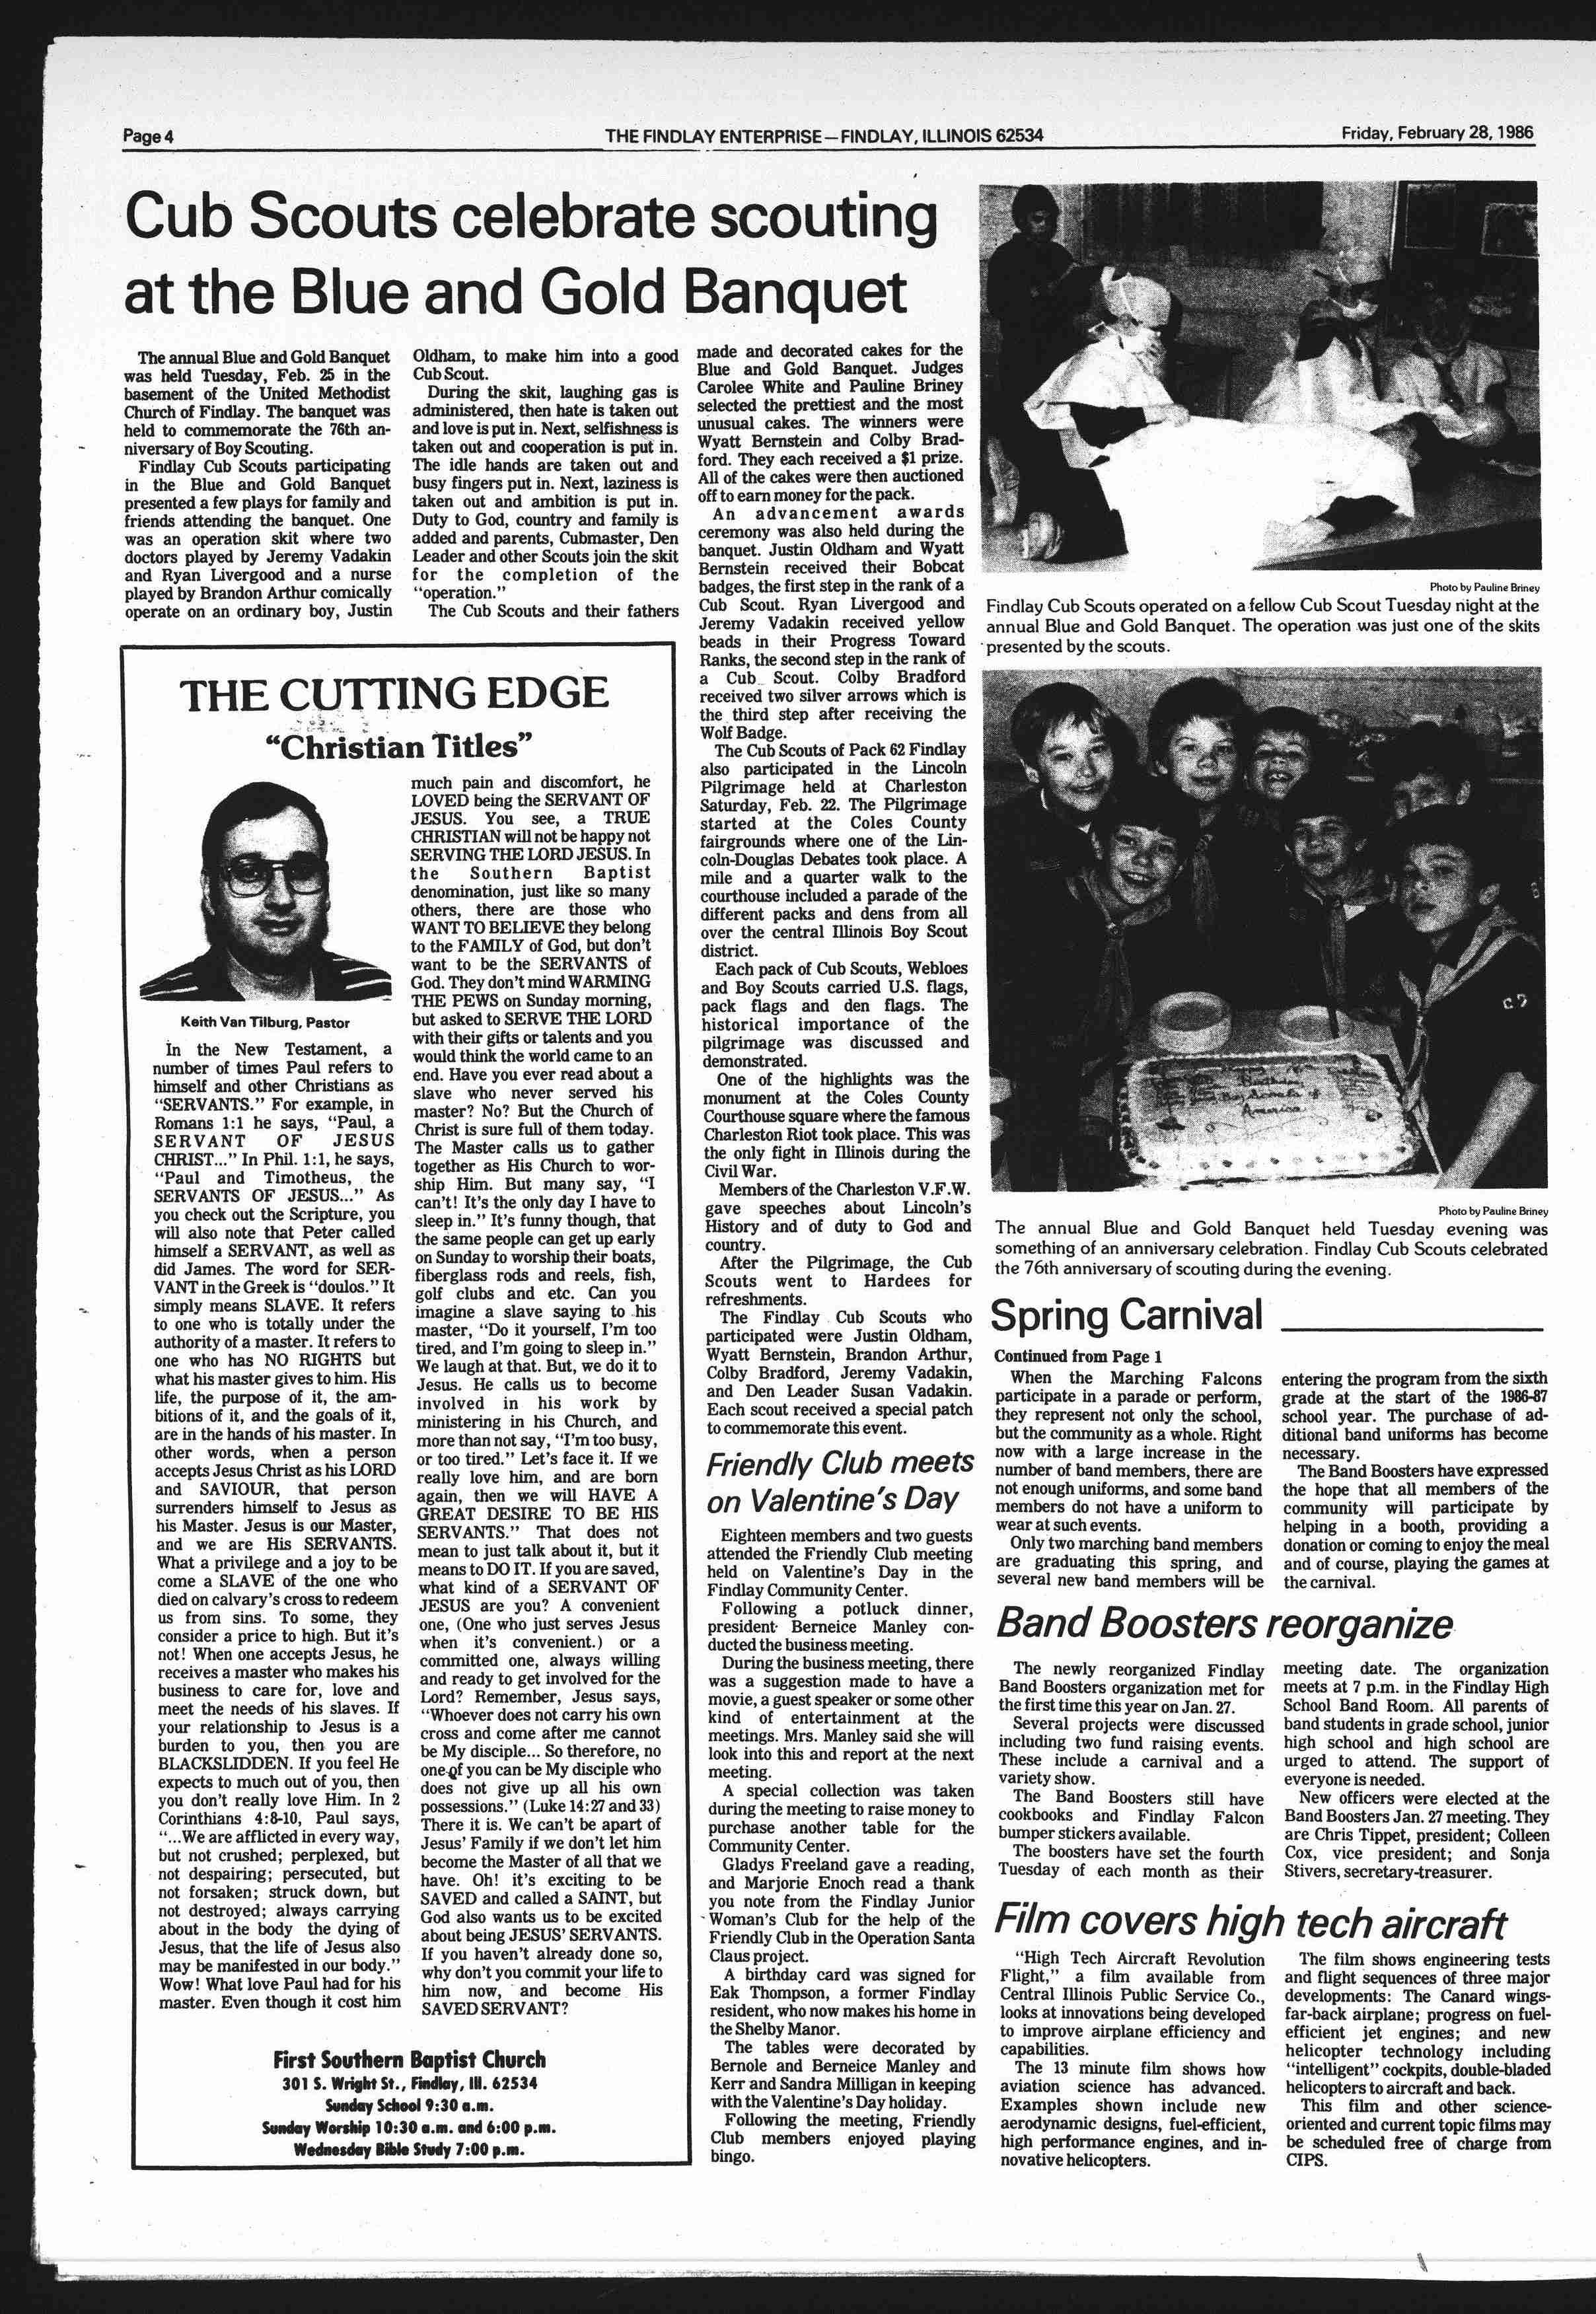 Page 4
THE FINDLAY ENTERPRISE—FINDLAY, ILLINOIS 62534
Friday, February 28, 1986
Cub Scouts celebrate scouting
at the Blue and Gold Banquet
The annual Blue and Gold Banquet
was held Tuesday, Feb. 25 in the
basement of the United Methodist
Church of Findlay. The banquet was
held to commemorate the 76th an-
niversary of Boy Scouting.
Findlay Cub Scouts participating
in the Blue and Gold Banquet
presented a few plays for family and
friends attending the banquet. One
was an operation skit where two
doctors played by Jeremy Vadakin
and Ryan Livergood and a nurse
played by Brandon Arthur comically
operate on an ordinary boy, Justin
Oldham, to make him into a good
Cub Scout.
During the skit, laughing gas is
administered, then hate is taken out
and love is put in. Next, selfishness is
taken out and cooperation is put in.
The idle hands are taken out and
busy fingers put in. Next, laziness is
taken out and ambition is put in.
Duty to God, country and family is
added and parents, Cubmaster, Den
Leader and other Scouts join the skit
for the completion of the
"operation."
The Cub Scouts and their fathers
made and decorated cakes for the
Blue and Gold Banquet. Judges
Carolee White and Pauline Briney
selected the prettiest and the most
unusual cakes. The winners were
Wyatt Bernstein and Colby Brad-
ford. They each received a $1 prize.
All of the cakes were then auctioned
off to earn money for the pack.
An advancement awards
ceremony was also held during the
banquet. Justin Oldham and Wyatt
Bernstein received their Bobcat
badges, the first step in the rank of a
Cub Scout. Ryan Livergood and
Jeremy Vadakin received yellow
beads in their Progress Toward
Ranks, the second step in the rank of
a Cub Scout. Colby Bradford
received two silver arrows which is
the third step after receiving the
Wolf Badge.
The Cub Scouts of Pack 62 Findlay
also participated in the Lincoln
Pilgrimage held at Charleston
Saturday, Feb. 22. The Pilgrimage
started at the Coles County
fairgrounds where one of the Lin-
coln-Douglas Debates took place. A
mile and a quarter walk to the
courthouse included a parade of the
different packs and dens from all
over the central Illinois Boy Scout
district.
Each pack of Cub Scouts, Webloes
and Boy Scouts carried U.S. flags,
pack flags and den flags. The
historical importance of the
pilgrimage was discussed and
demonstrated.
One of the highlights was the
monument at the Coles County
Courthouse square where the famous
Charleston Riot took place. This was
the only fight in Illinois during the
Civil War.
Members of the Charleston V.F.W.
gave speeches about Lincoln's
History and of duty to God and
country.
After the Pilgrimage, the Cub
Scouts went to Hardees for
refreshments.
The Findlay Cub Scouts who
participated were Justin Oldham,
Wyatt Bernstein, Brandon Arthur,
Colby Bradford, Jeremy Vadakin,
and Den Leader Susan Vadakin.
Each scout received a special patch
to commemorate this event.
Photo by Pauline Briney
Findlay Cub Scouts operated on a fellow Cub Scout Tuesday night at the
annual Blue and Gold Banquet. The operation was just one of the skits
presented by the scouts.
Birthday
Boy Scouts of
America
Photo by Pauline Briney
The annual Blue and Gold Banquet held Tuesday evening was
something of an anniversary celebration. Findlay Cub Scouts celebrated
the 76th anniversary of scouting during the evening.
THE CUTTING EDGE
"Christian Titles"
Keith Van Tilburg, Pastor
In the New Testament, a
number of times Paul refers to
himself and other Christians as
"SERVANTS." For example, in
Romans 1:1 he says, "Paul, a
SERVANT OF JESUS
CHRIST..." In Phil. 1:1, he says,
"Paul and Timotheus, the
SERVANTS OF JESUS..." As
you check out the Scripture, you
will also note that Peter called
himself a SERVANT, as well as
did James. The word for SER-
VANT in the Greek is "doulos." It
simply means SLAVE. It refers
to one who is totally under the
authority of a master. It refers to
one who has NO RIGHTS but
what his master gives to him. His
life, the purpose of it, the am-
bitions of it, and the goals of it,
are in the hands of his master. In
other words, when a person
accepts Jesus Christ as his LORD
and SAVIOUR, that person
surrenders himself to Jesus as
his Master. Jesus is our Master,
and we are His SERVANTS.
What a privilege and a joy to be
come a SLAVE of the one who
died on calvary's cross to redeem
us from sins. To some, they
consider a price to high. But it's
not! When one accepts Jesus, he
receives a master who makes his
business to care for, love and
meet the needs of his slaves. If
your relationship to Jesus is a
burden to you, then you are
BLACKSLIDDEN. If you feel He
expects to much out of you, then
you don't really love Him. In 2
Corinthians 4:8-10, Paul says,
"...We are afflicted in every way,
but not crushed; perplexed, but
not despairing; persecuted, but
not forsaken; struck down, but
not destroyed; always carrying
about in the body the dying of
Jesus, that the life of Jesus also
may be manifested in our body."
Wow! What love Paul had for his
master. Even though it cost him
much pain and discomfort, he
LOVED being the SERVANT OF
JESUS. You see, a TRUE
CHRISTIAN will not be happy not
SERVING THE LORD JESUS. In
the Southern Baptist
denomination, just like so many
others, there are those who
WANT TO BELIEVE they belong
to the FAMILY of God, but don't
want to be the SERVANTS of
God. They don't mind WARMING
THE PEWS on Sunday morning,
but asked to SERVE THE LORD
with their gifts or talents and you
would think the world came to an
end. Have you ever read about a
slave who never served his
master? No? But the Church of
Christ is sure full of them today.
The Master calls us to gather
together as His Church to wor-
ship Him. But many say, "I
can't! It's the only day I have to
sleep in." It's funny though, that
the same people can get up early
on Sunday to worship their boats,
fiberglass rods and reels, fish,
golf clubs and etc. Can you
imagine a slave saying to his
master, "Do it yourself, I'm too
tired, and I'm going to sleep in."
We laugh at that. But, we do it to
Jesus. He calls us to become
involved in his work by
ministering in his Church, and
more than not say, "I'm too busy,
or too tired." Let's face it. If we
really love him, and are born
again, then we will HAVE A
GREAT DESIRE TO BE HIS
SERVANTS." That does not
mean to just talk about it, but it
means to DO IT. If you are saved,
what kind of a SERVANT OF
JESUS are you? A convenient
one, (One who just serves Jesus
when it's convenient.) or a
committed one, always willing
and ready to get involved for the
Lord? Remember, Jesus says,
"Whoever does not carry his own
cross and come after me cannot
be My disciple... So therefore, no
one of you can be My disciple who
does not give up all his own
possessions." (Luke 14:27 and 33)
There it is. We can't be apart of
Jesus' Family if we don't let him
become the Master of all that we
have. Oh! it's exciting to be
SAVED and called a SAINT, but
God also wants us to be excited
about being JESUS' SERVANTS.
If you haven't already done so,
why don't you commit your life to
him now, and become His
SAVED SERVANT?
First Southern Baptist Church
301 S. Wright St., Findlay, Ill. 62534
Sunday School 9:30 a.m.
Sunday Worship 10:30 a.m. and 6:00 p.m.
Wednesday Bible Study 7:00 p.m.
Friendly Club meets
on Valentine's Day
Eighteen members and two guests
attended the Friendly Club meeting
held on Valentine's Day in the
Findlay Community Center.
Following a potluck dinner,
president Berneice Manley con-
ducted the business meeting.
During the business meeting, there
was a suggestion made to have a
movie, a guest speaker or some other
kind of entertainment at the
meetings. Mrs. Manley said she will
look into this and report at the next
meeting.
A special collection was taken
during the meeting to raise money to
purchase another table for the
Community Center.
Gladys Freeland gave a reading,
and Marjorie Enoch read a thank
you note from the Findlay Junior
Woman's Club for the help of the
Friendly Club in the Operation Santa
Claus project.
A birthday card was signed for
Eak Thompson, a former Findlay
resident, who now makes his home in
the Shelby Manor.
The tables were decorated by
Bernole and Berneice Manley and
Kerr and Sandra Milligan in keeping
with the Valentine's Day holiday.
Following the meeting, Friendly
Club members enjoyed playing
bingo.
Spring Carnival
Continued from Page 1
When the Marching Falcons
participate in a parade or perform,
they represent not only the school,
but the community as a whole. Right
now with a large increase in the
number of band members, there are
not enough uniforms, and some band
members do not have a uniform to
wear at such events.
Only two marching band members
are graduating this spring, and
several new band members will be
entering the program from the sixth
grade at the start of the 1986-87
school year. The purchase of ad-
ditional band uniforms has become
necessary.
The Band Boosters have expressed
the hope that all members of the
community will participate by
helping in a booth, providing a
donation or coming to enjoy the meal
and of course, playing the games at
the carnival.
Band Boosters reorganize
The newly reorganized Findlay
Band Boosters organization met for
the first time this year on Jan. 27.
Several projects were discussed
including two fund raising events.
These include a carnival and a
variety show.
The Band Boosters still have
cookbooks and Findlay Falcon
bumper stickers available.
The boosters have set the fourth
Tuesday of each month as their
meeting date. The organization
meets at 7 p.m. in the Findlay High
School Band Room. All parents of
band students in grade school, junior
high school and high school are
urged to attend. The support of
everyone is needed.
New officers were elected at the
Band Boosters Jan. 27 meeting. They
are Chris Tippet, president; Colleen
Cox, vice president; and Sonja
Stivers, secretary-treasurer.
Film covers high tech aircraft
"High Tech Aircraft Revolution
Flight," a film available from
Central Illinois Public Service Co.,
looks at innovations being developed
to improve airplane efficiency and
capabilities.
The 13 minute film shows how
aviation science has advanced.
Examples shown include new
aerodynamic designs, fuel-efficient,
high performance engines, and in-
novative helicopters.
The film shows engineering tests
and flight sequences of three major
developments: The Canard wings-
far-back airplane; progress on fuel-
efficient jet engines; and new
helicopter technology including
"intelligent" cockpits, double-bladed
helicopters to aircraft and back.
This film and other science-
oriented and current topic films may
be scheduled free of charge from
CIPS.